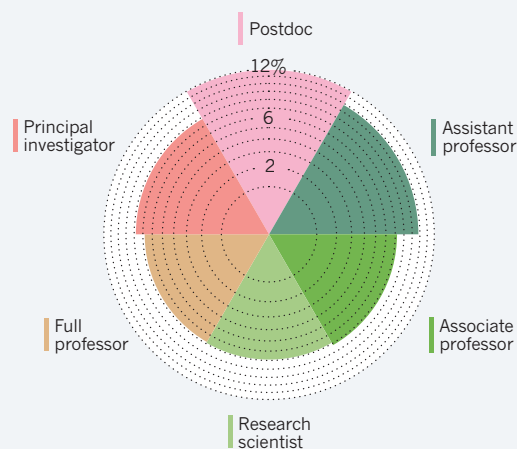 Postdoc
12%
6
2
Principal
investigator
Assistant
professor
Full
professor
Associate
professor
Research
scientist